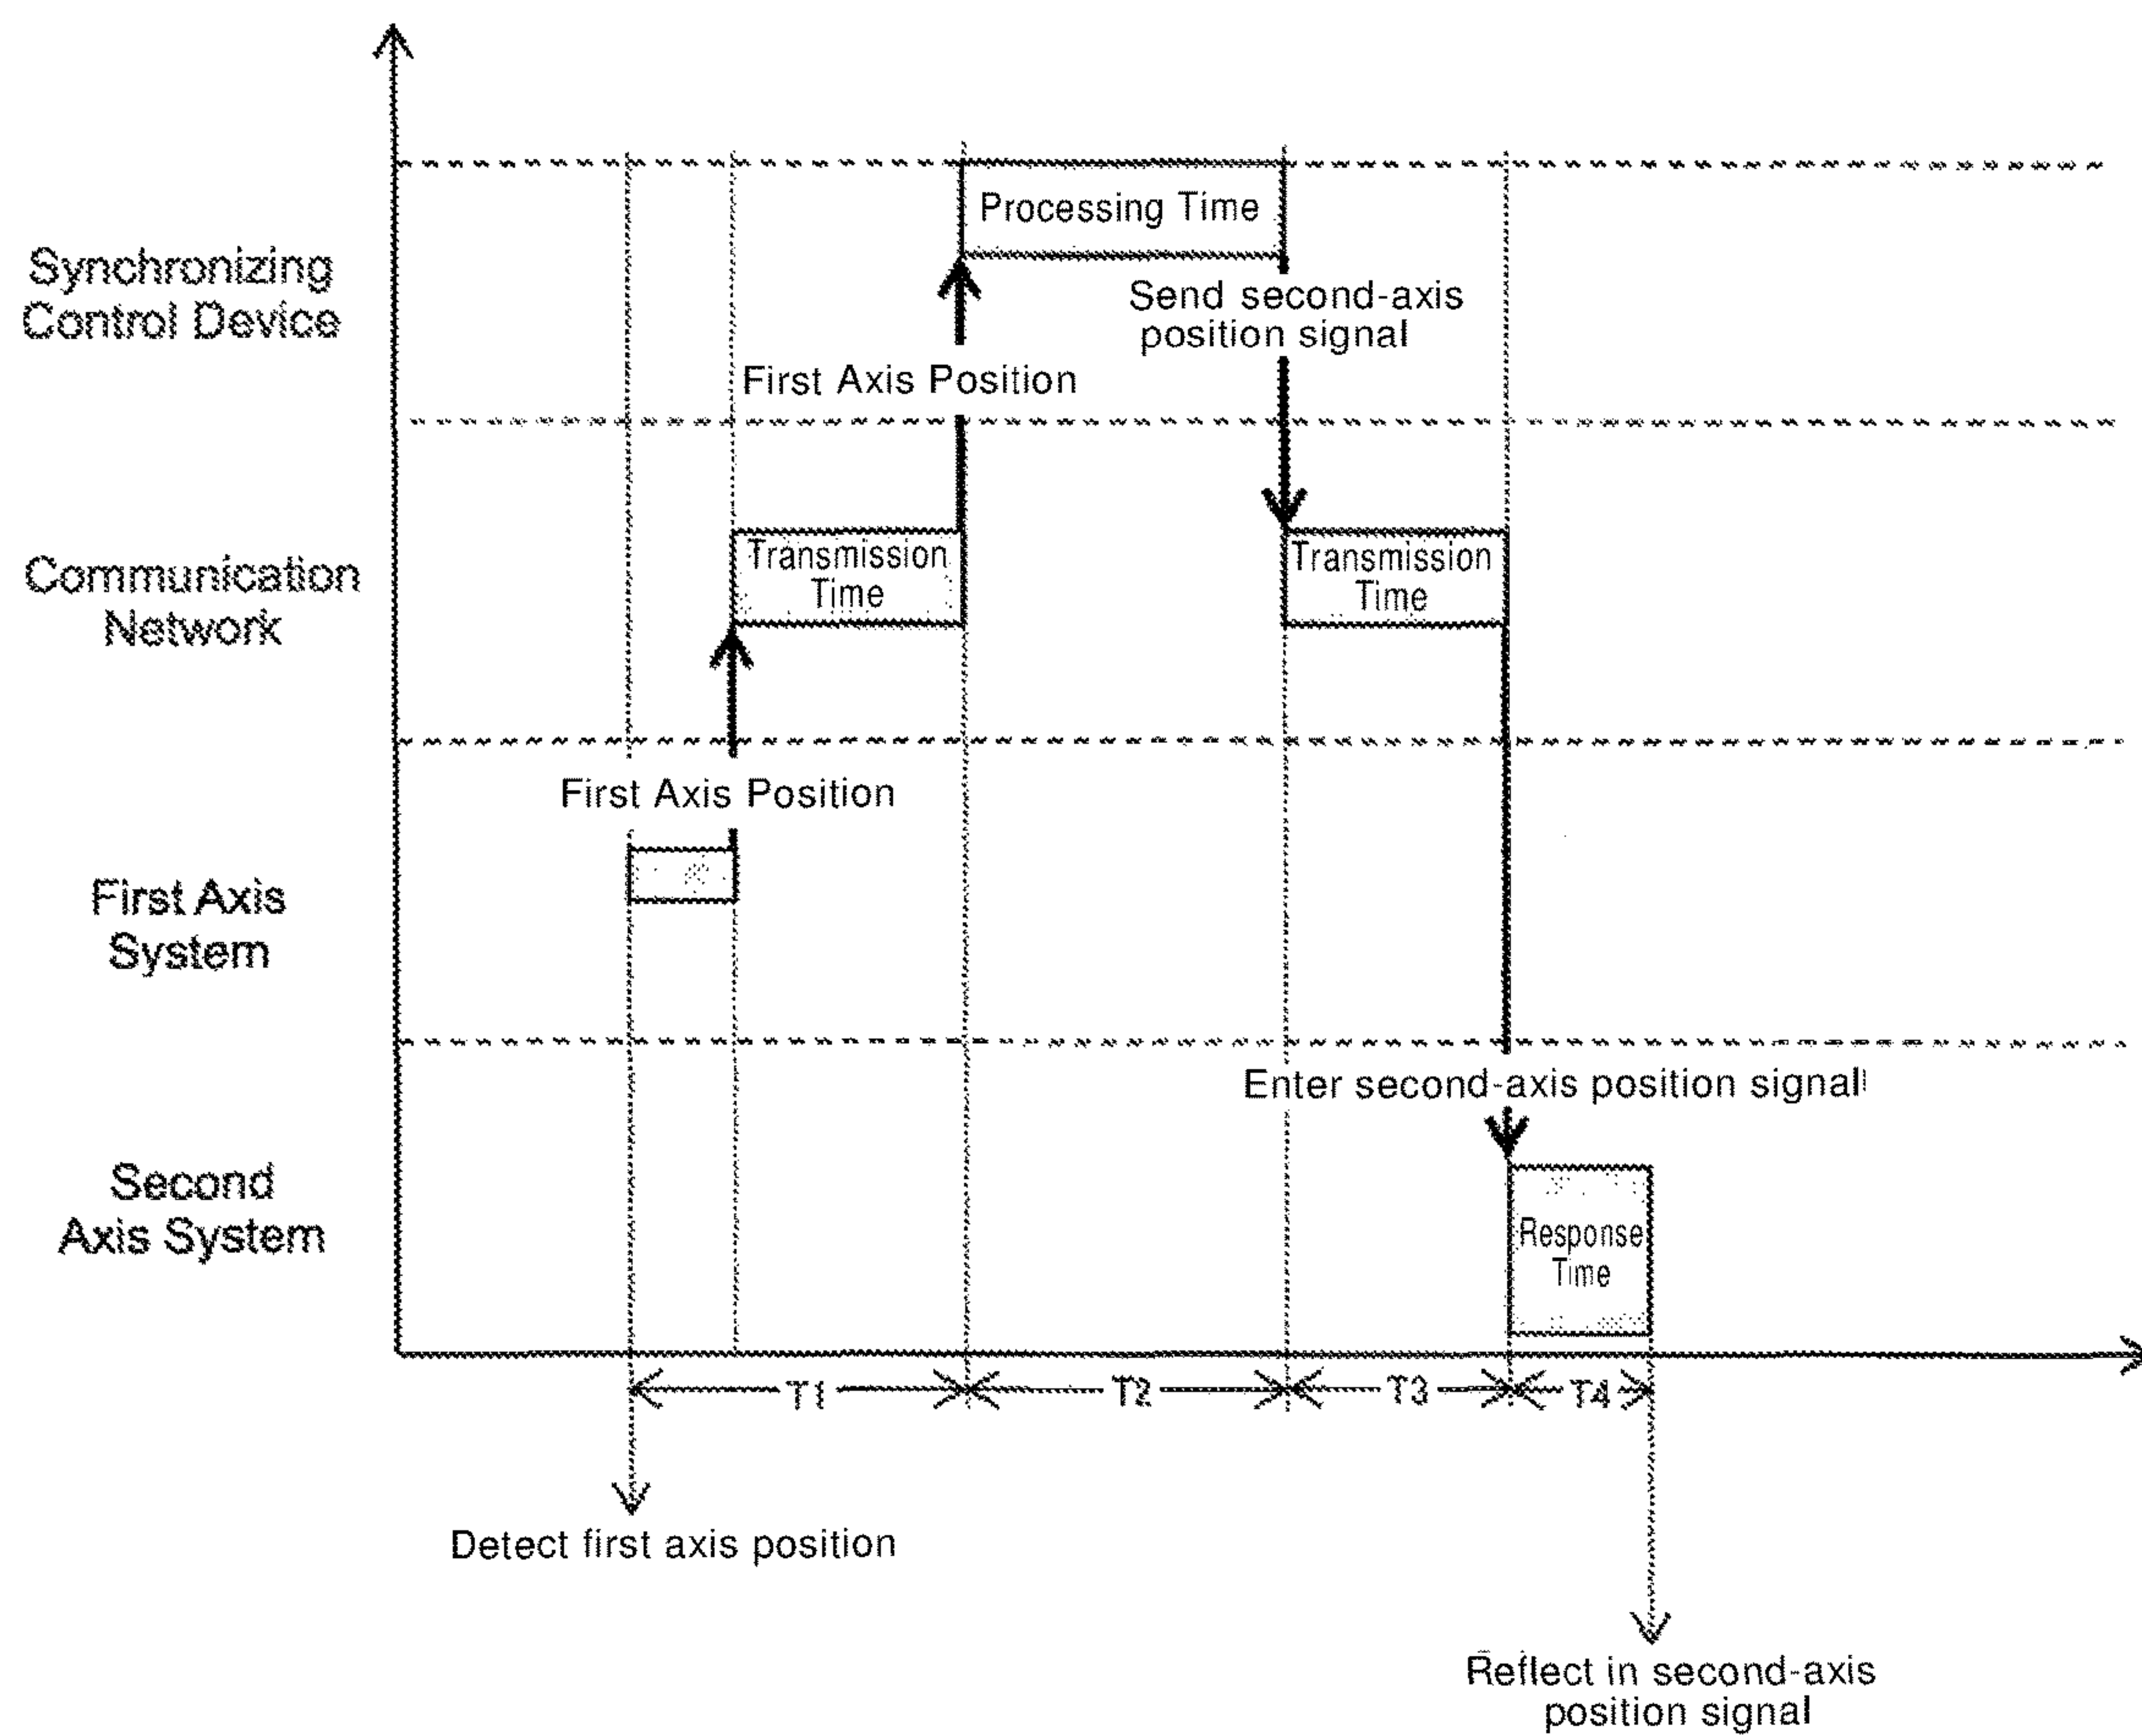 Processing Time
Synchronizing
Control Device
Send second-axis
position signal
First Axis Position
Communication
Network
Transmission
Time
Transmission
Time
First Axis Position
First Axis
System
Enter second-axis position signal
Second
Axis System
Response
Time
T1
T2
T3
T4
Detect first axis position
Reflect in second-axis
position signal